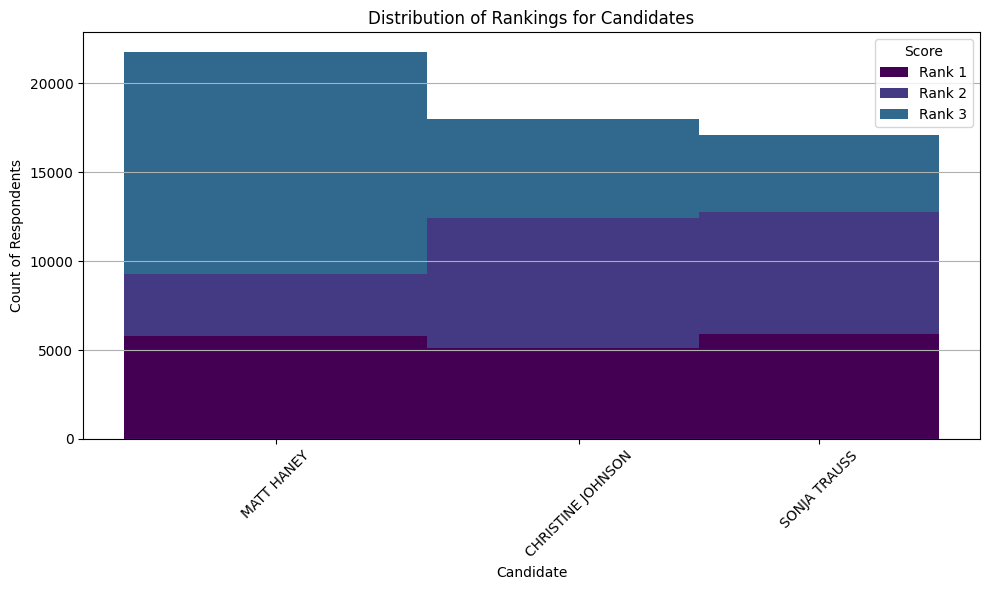 Distribution of Rankings for Candidates
Score
Rank 1
Rank 2
Rank 3
Count of Respondents
20000
15000
10000
5000
0
MATT HANEY
CHRISTINE JOHNSON
SONJA TRAUSS
Candidate